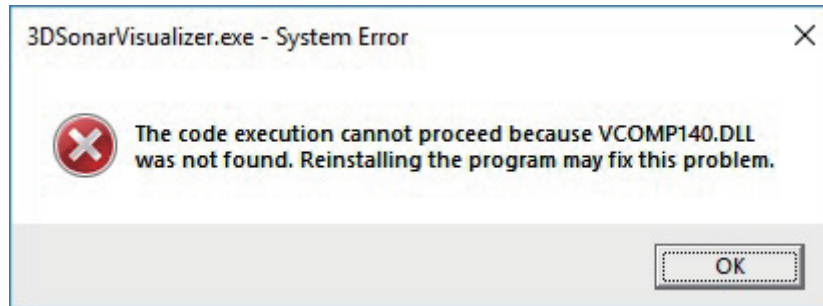 3DSonarVisualizer.exe - System Error
The code execution cannot proceed because VCOMP140.DLL
was not found. Reinstalling the program may fix this problem.
OK